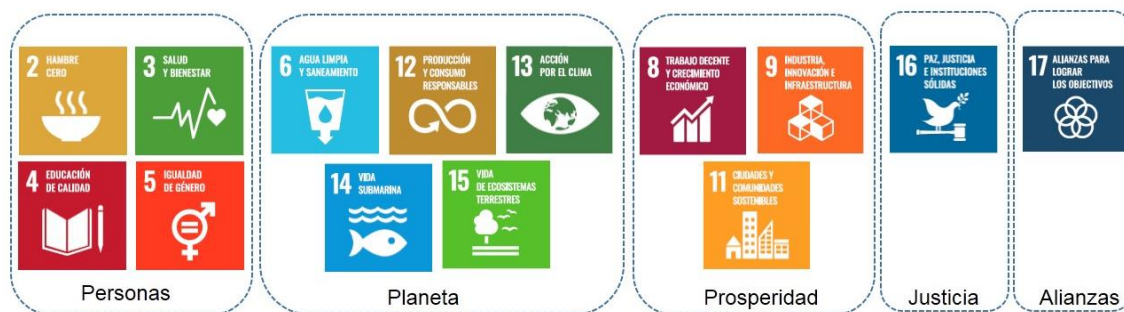 2 HAMBRE
CERO
3 SALUD
Y BIENESTAR
4 EDUCACIÓN
DE CALIDAD
5 IGUALDAD
DE GÉNERO
Personas
6 AGUA LIMPIA
Y SANEAMIENTO
12 PRODUCCIÓN
Y CONSUMO
RESPONSABLES
13 ACCIÓN
POR EL CLIMA
14 VIDA
SUBMARINA
15 VIDA
DE ECOSISTEMAS
TERRESTRES
Planeta
8 TRABAJO DECENTE
Y CRECIMIENTO
ECONÓMICO
9 INDUSTRIA,
INNOVACIÓN E
INFRAESTRUCTURA
11 CIUDADES Y
COMUNIDADES
SOSTENIBLES
Prosperidad
16 PAZ, JUSTICIA
E INSTITUCIONES
SÓLIDAS
Justicia
17 ALIANZAS PARA
LOGRAR
LOS OBJECTIVOS
Alianzas